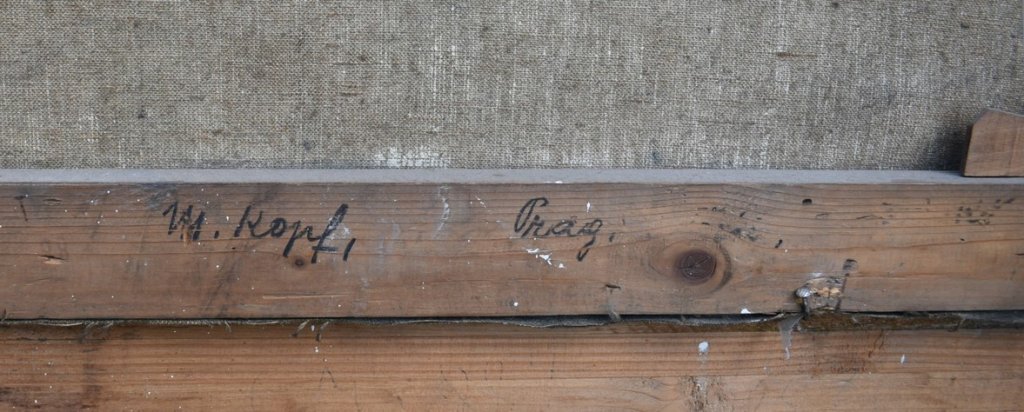 M. Kopf, Prag.